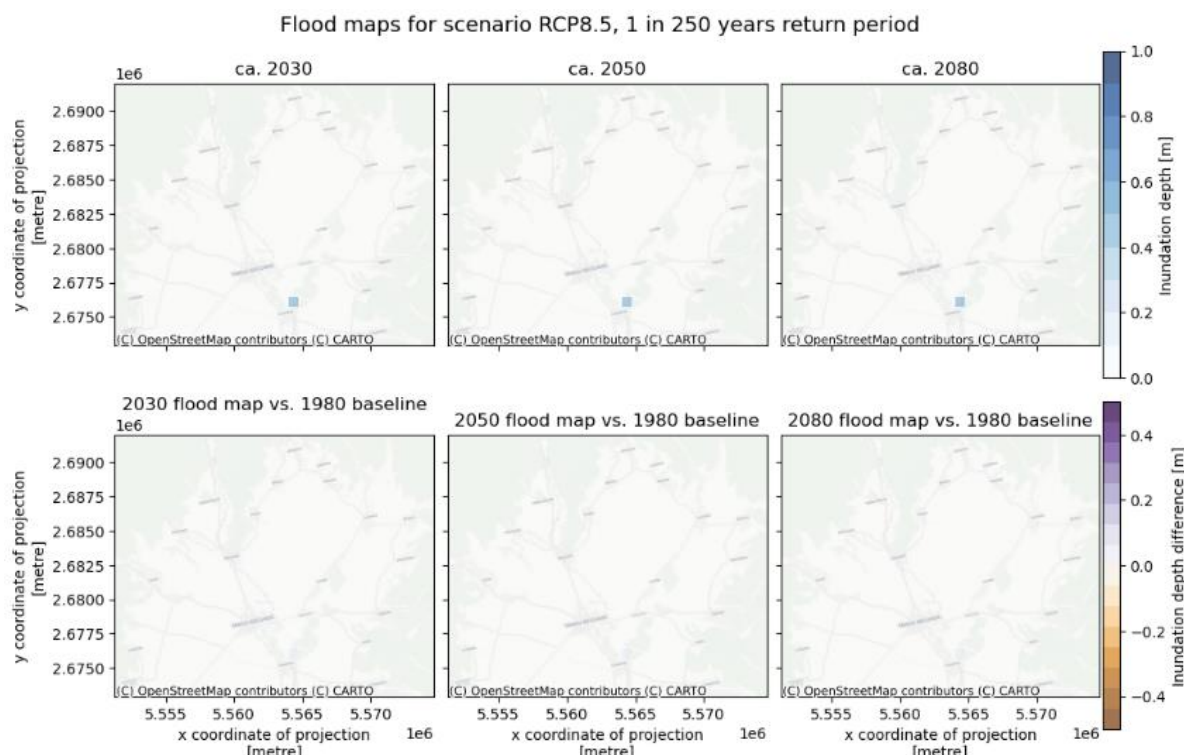 Flood maps for scenario RCP8.5, 1 in 250 years return period
ca. 2030
ca. 2050
ca. 2080
1e6
2.6900
2.6875
2.6850
2.6825
2.6800
2.6775
2.6750
y coordinate of projection
[metre]
(C) OpenStreetMap contributors (C) CARTO
(C) OpenStreetMap contributors (C) CARTO
(C) OpenStreetMap contributors (C) CARTO
1.0
0.8
0.6
0.4
0.2
0.0
Inundation depth [m]
2030 flood map vs. 1980 baseline
2050 flood map vs. 1980 baseline
2080 flood map vs. 1980 baseline
1e6
2.6900
2.6875
2.6850
2.6825
2.6800
2.6775
2.6750
y coordinate of projection
[metre]
(C) OpenStreetMap contributors (C) CARTO
(C) OpenStreetMap contributors (C) CARTO
(C) OpenStreetMap contributors (C) CARTO
0.4
0.2
0.0
−0.2
−0.4
Inundation depth difference [m]
5.555 5.560 5.565 5.570
1e6
x coordinate of projection
[metre]
5.555 5.560 5.565 5.570
1e6
x coordinate of projection
[metre]
5.555 5.560 5.565 5.570
1e6
x coordinate of projection
[metre]